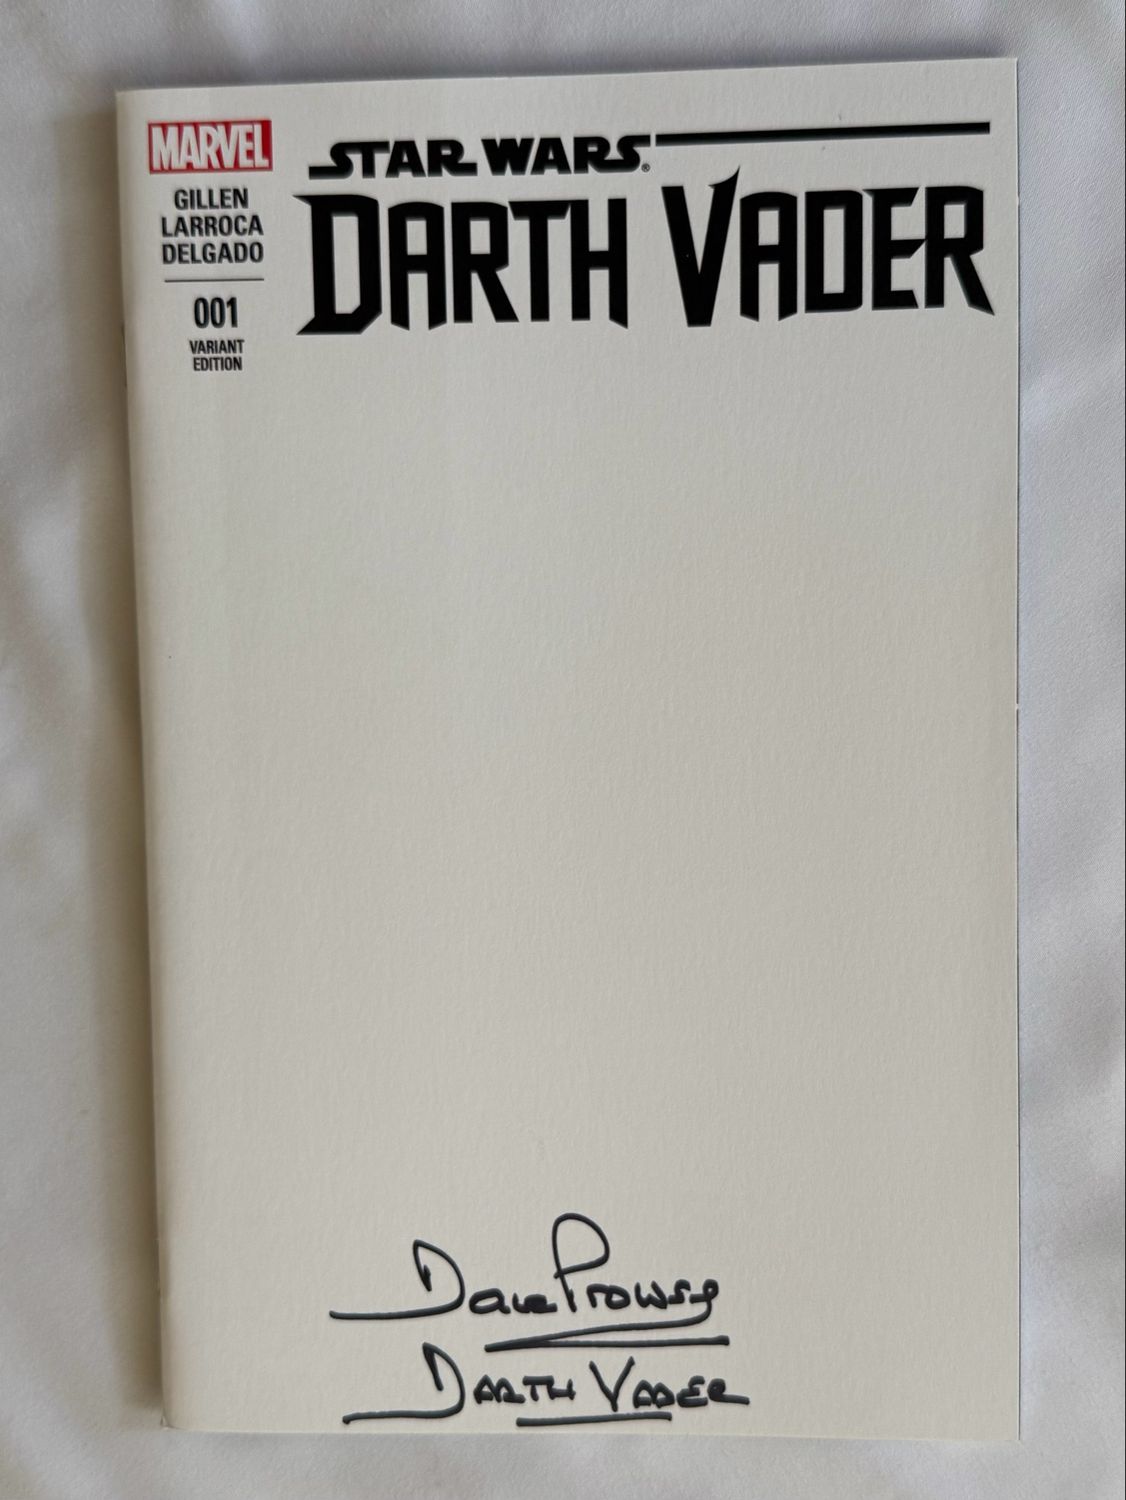 MARVEL
GILLEN
LARROCA
DELGADO
001
VARIANT
EDITION
STAR WARS®
DARTH VADER
Dave Prowse
DARTH VADER